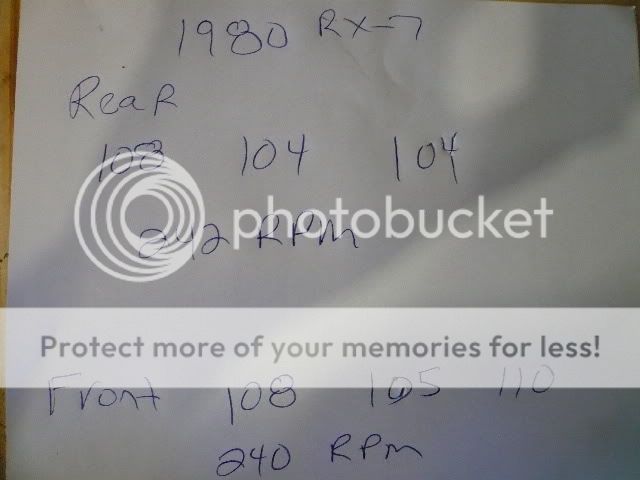 1980 RX-7
Rear
108 104 104
242 RPM
photobucket
Protect more of your memories for less!
Front 108 105 110
240 RPM